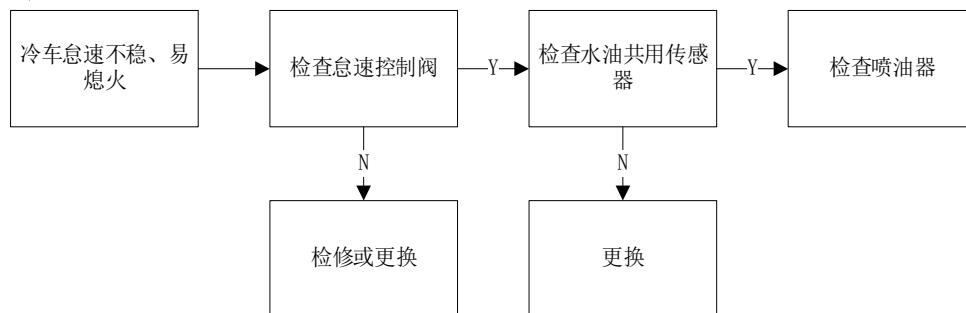 冷车怠速不稳、易
熄火
检查怠速控制阀
Y
检查水油共用传感
器
Y
检查喷油器
N
N
检修或更换
更换